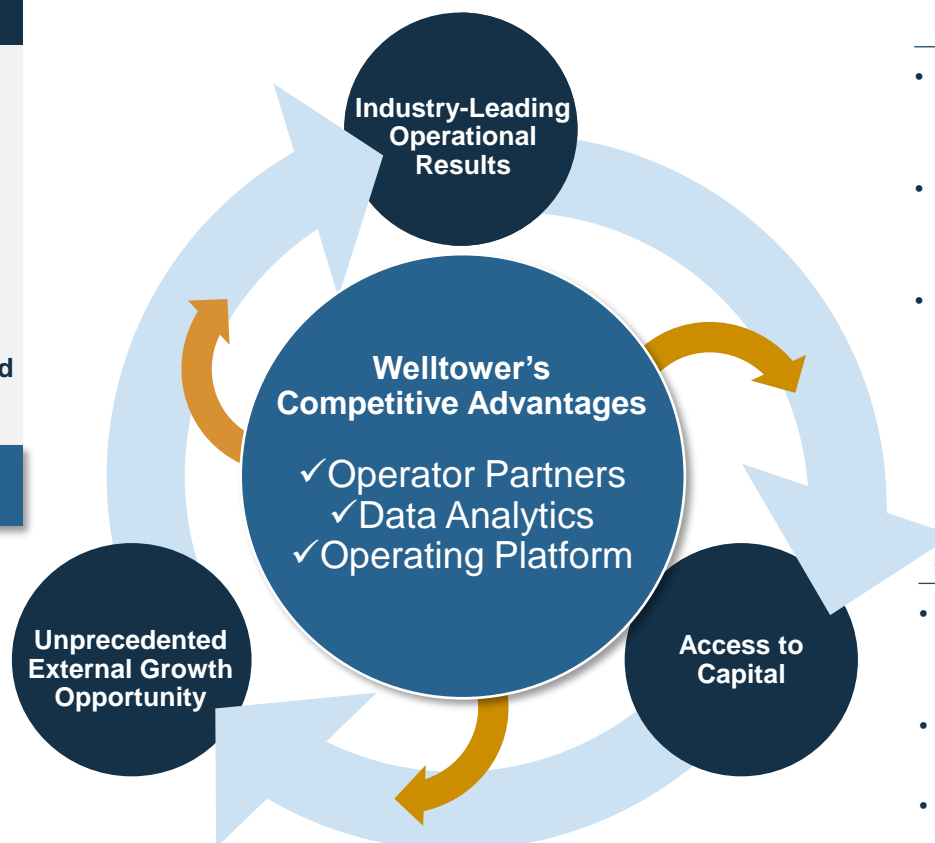 Industry-Leading
Operational
Results
Welltower’s
Competitive Advantages
✓Operator Partners
✓Data Analytics
✓Operating Platform
Unprecedented
External Growth
Opportunity
Access to
Capital